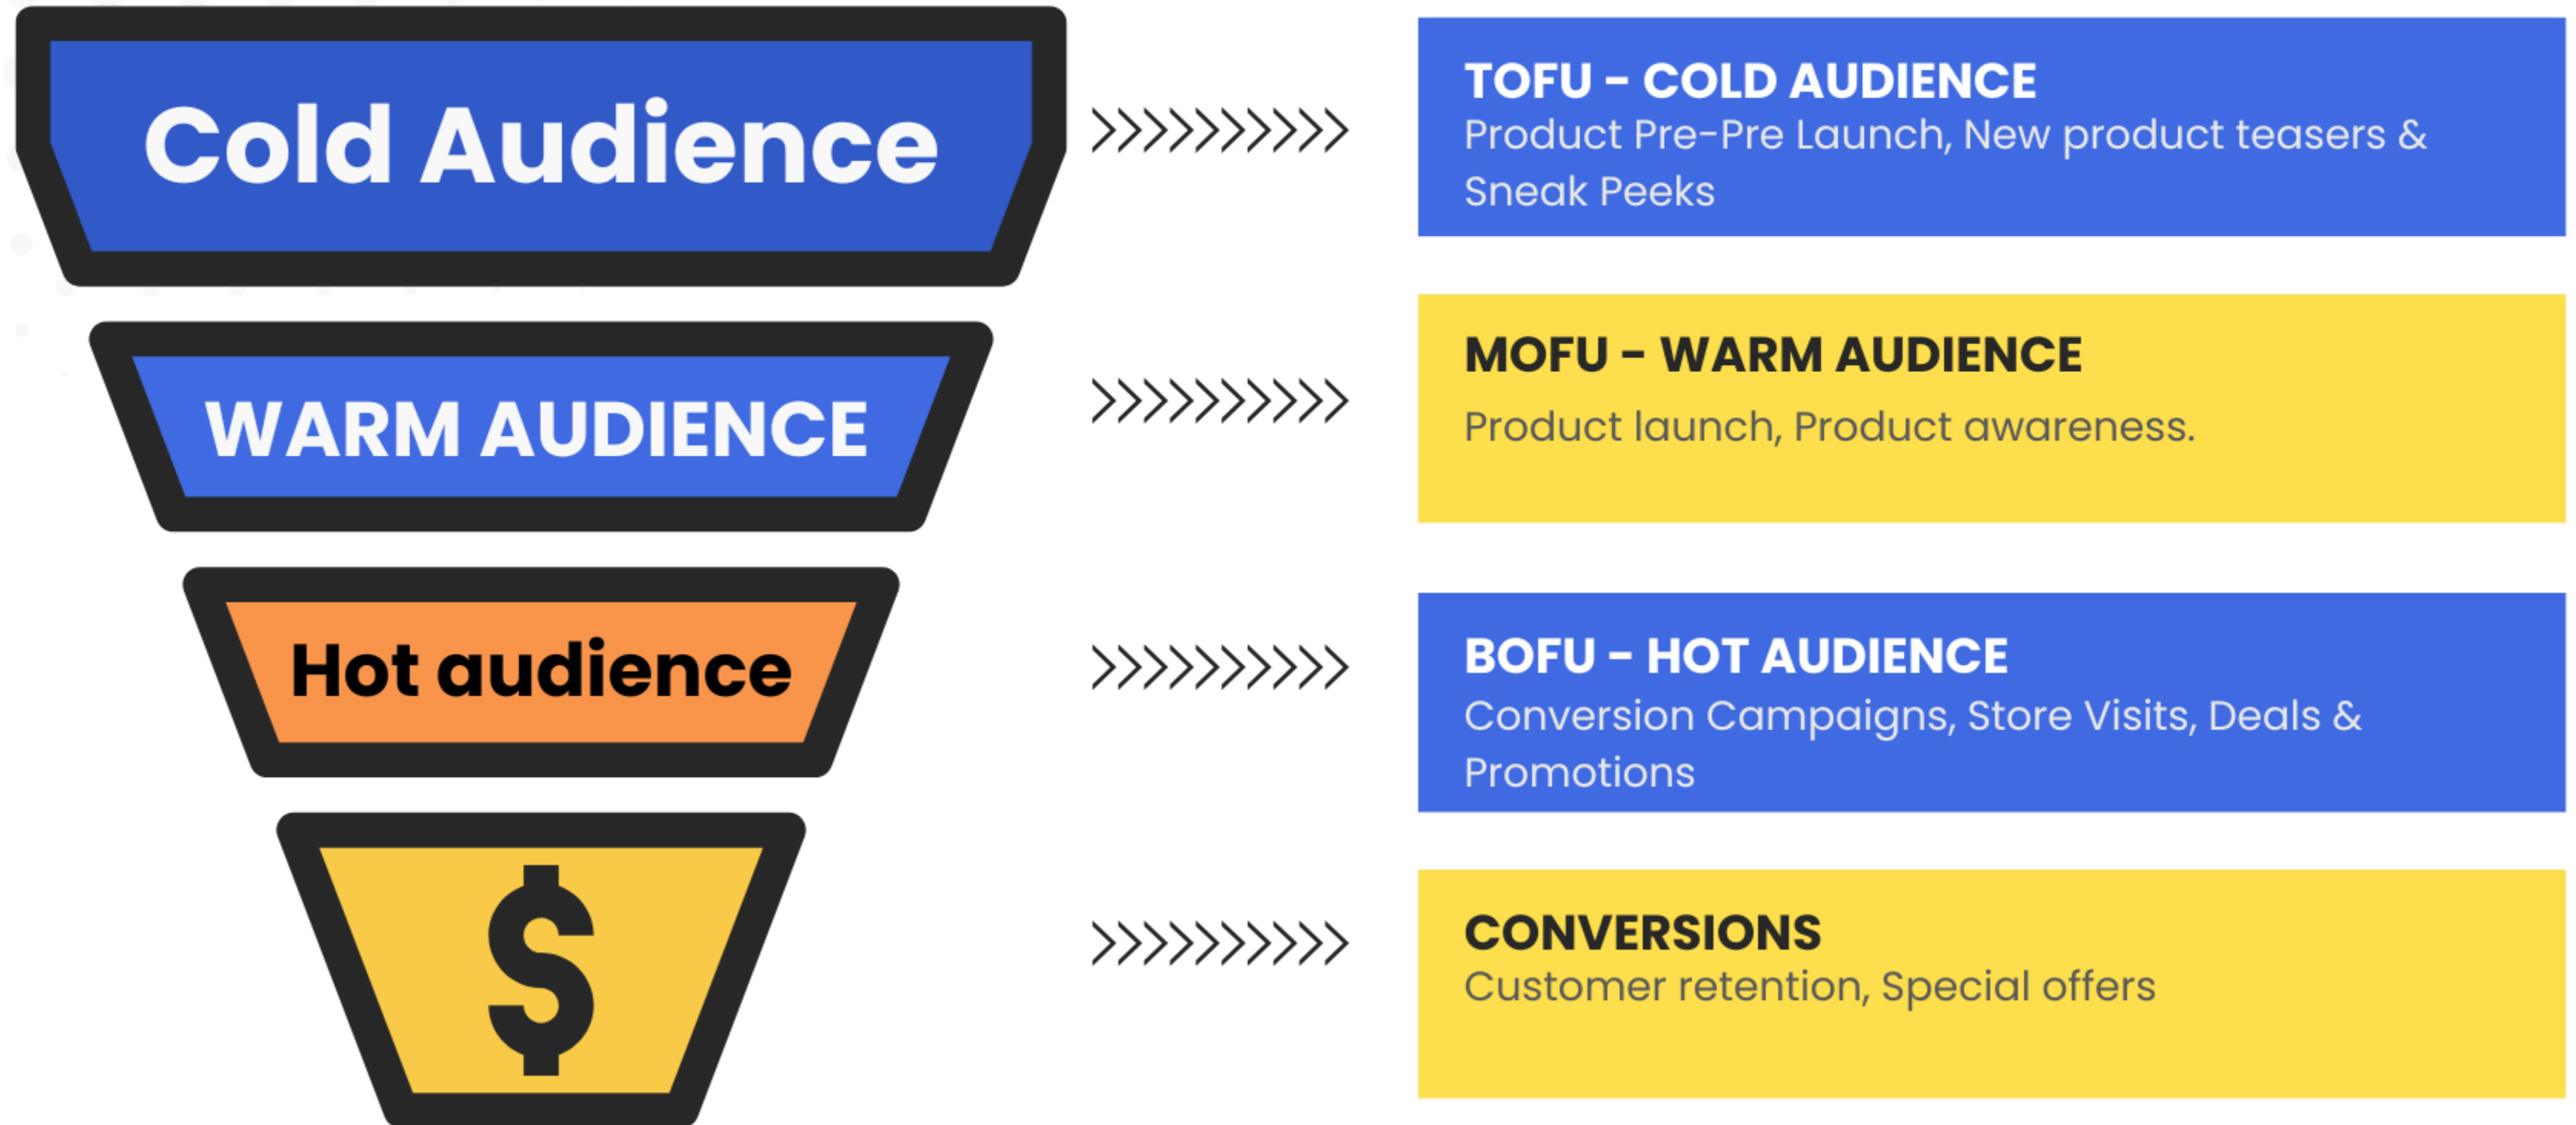 Cold Audience
TOFU - COLD AUDIENCE
Product Pre-Pre Launch, New product teasers &
Sneak Peeks
WARM AUDIENCE
MOFU - WARM AUDIENCE
Product launch, Product awareness.
Hot audience
BOFU - HOT AUDIENCE
Conversion Campaigns, Store Visits, Deals &
Promotions
$
CONVERSIONS
Customer retention, Special offers